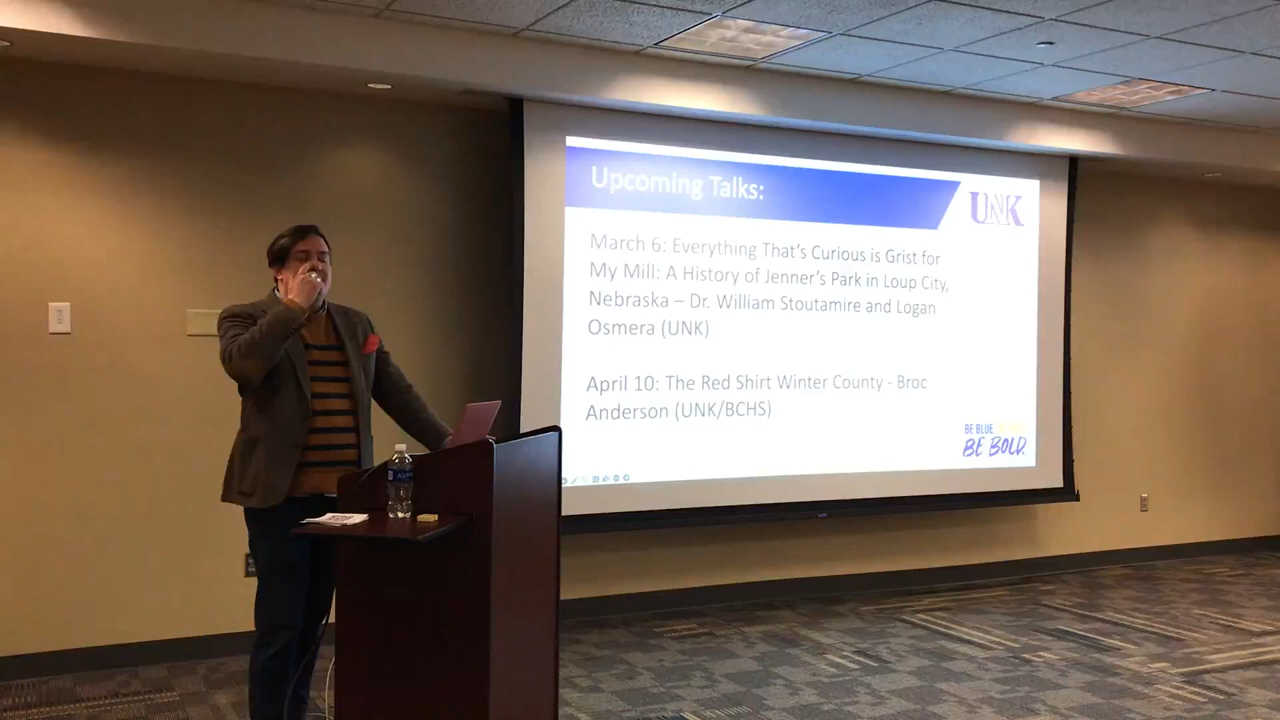 Upcoming Talks:
UNK
March 6: Everything That's Curious is Grist for
My Mill: A History of Jenner's Park in Loup City,
Nebraska – Dr. William Stoutamire and Logan
Osmera (UNK)
April 10: The Red Shirt Winter County - Broc
Anderson (UNK/BCHS)
BE BLUE
BE BOLD.